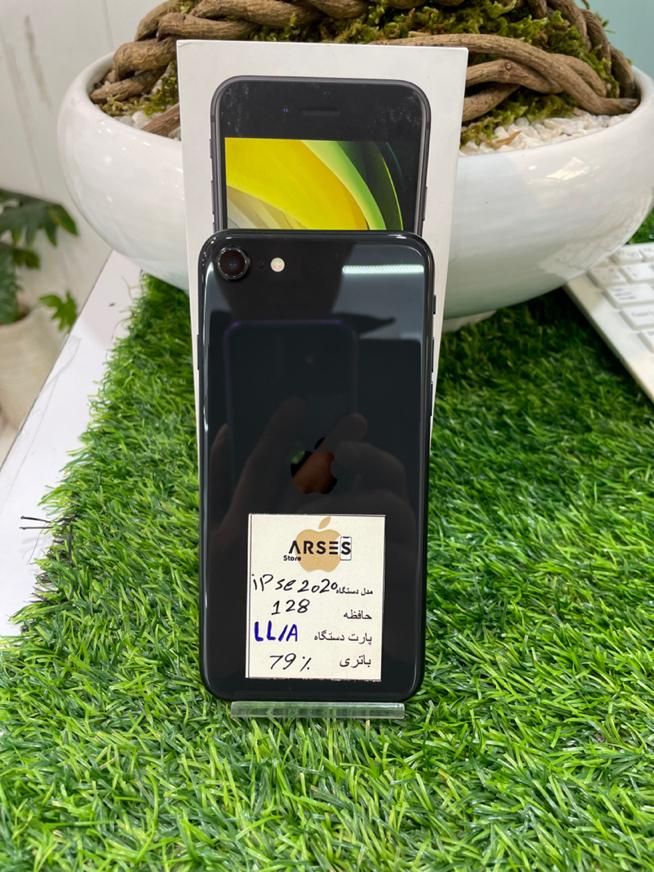 ARSES
Store
مدل دستگاه iP se 2020
حافظه 128
پارت دستگاه LL/A
باتری 79٪